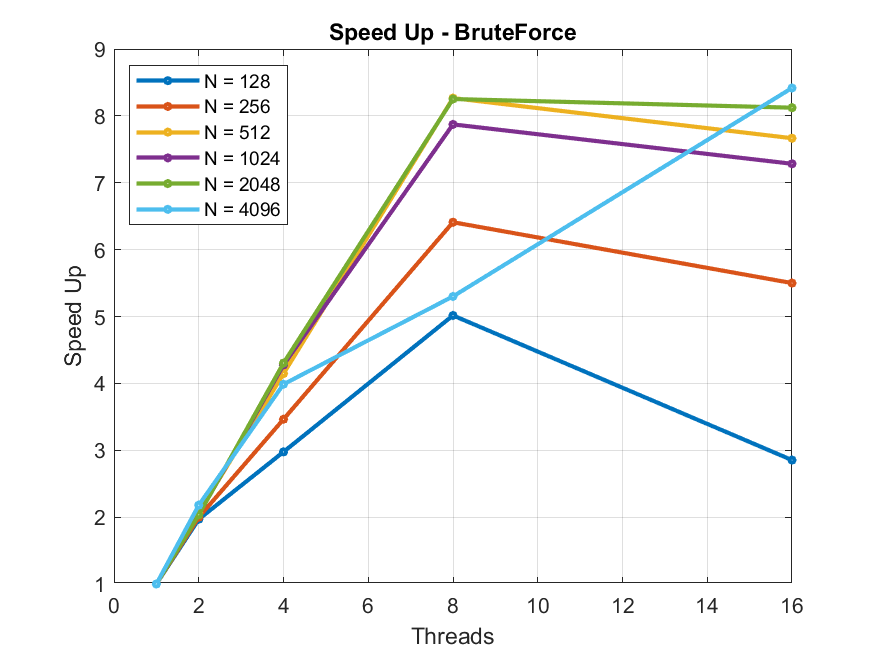 Speed Up - BruteForce
9
8
7
6
5
4
3
2
1
Speed Up
N = 128
N = 256
N = 512
N = 1024
N = 2048
N = 4096
0 2 4 6 8 10 12 14 16
Threads